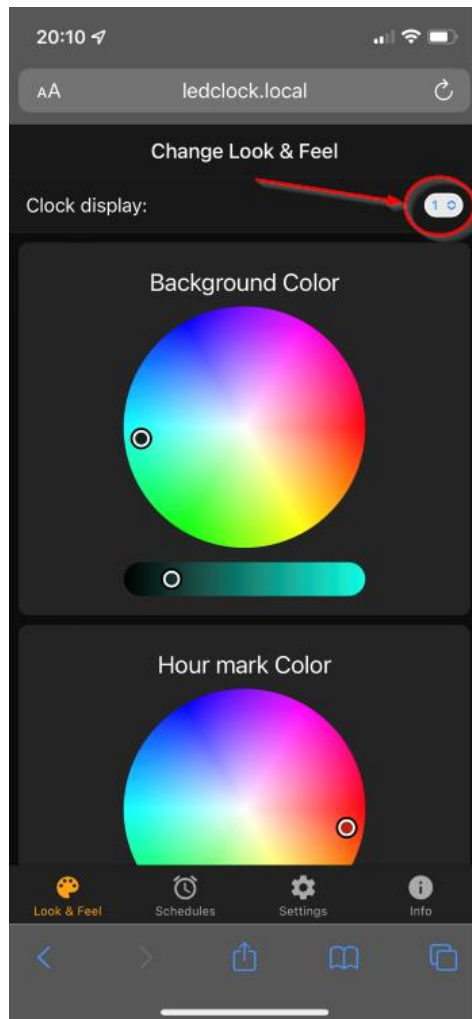 20:10
AA ledclock.local
Change Look & Feel
Clock display: 1
Background Color
Hour mark Color
Look & Feel Schedules Settings Info